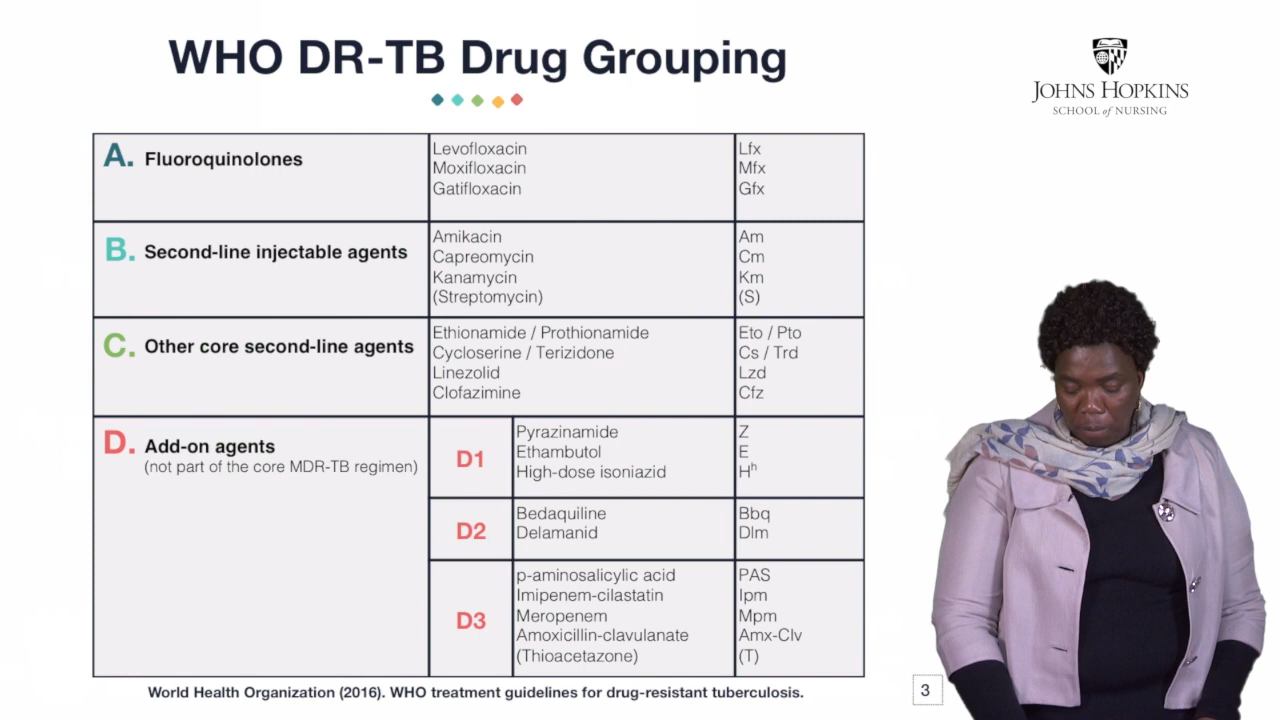 WHO DR-TB Drug Grouping
JOHNS HOPKINS
SCHOOL of NURSING
A. Fluoroquinolones
Levofloxacin Lfx
Moxifloxacin Mfx
Gatifloxacin Gfx
B. Second-line injectable agents
Amikacin Am
Capreomycin Cm
Kanamycin Km
(Streptomycin) (S)
C. Other core second-line agents
Ethionamide / Prothionamide Eto / Pto
Cycloserine / Terizidone Cs / Trd
Linezolid Lzd
Clofazimine Cfz
D. Add-on agents
(not part of the core MDR-TB regimen)
D1
Pyrazinamide Z
Ethambutol E
High-dose isoniazid Hʰ
D2
Bedaquiline Bbq
Delamanid Dlm
D3
p-aminosalicylic acid PAS
Imipenem-cilastatin Ipm
Meropenem Mpm
Amoxicillin-clavulanate Amx-Clv
(Thioacetazone) (T)
World Health Organization (2016). WHO treatment guidelines for drug-resistant tuberculosis.
3